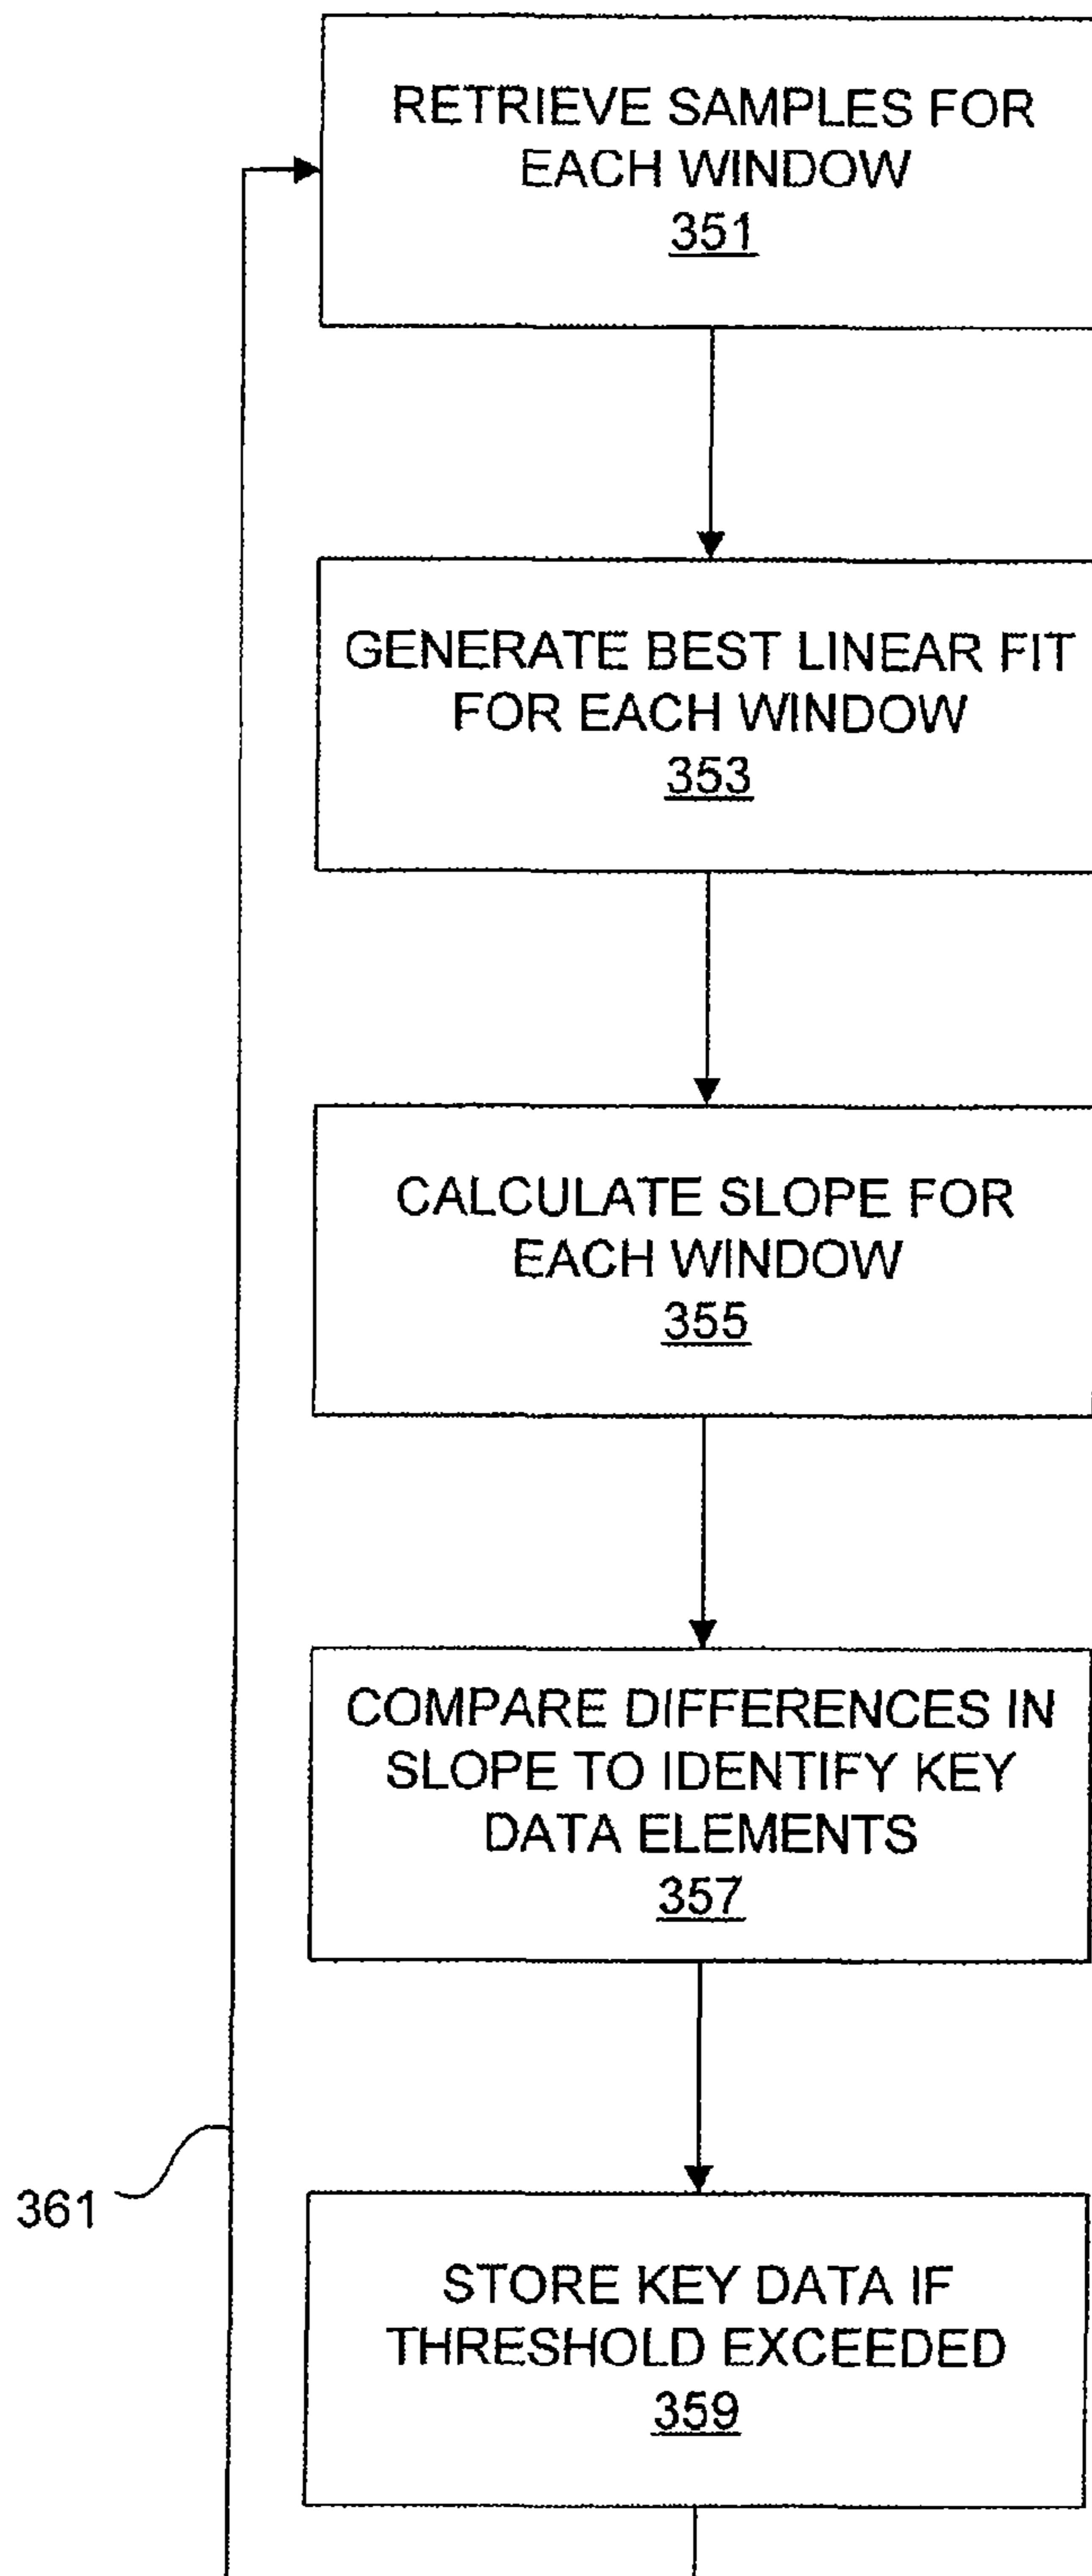 RETRIEVE SAMPLES FOR
EACH WINDOW
351
GENERATE BEST LINEAR FIT
FOR EACH WINDOW
353
CALCULATE SLOPE FOR
EACH WINDOW
355
COMPARE DIFFERENCES IN
SLOPE TO IDENTIFY KEY
DATA ELEMENTS
357
361
STORE KEY DATA IF
THRESHOLD EXCEEDED
359